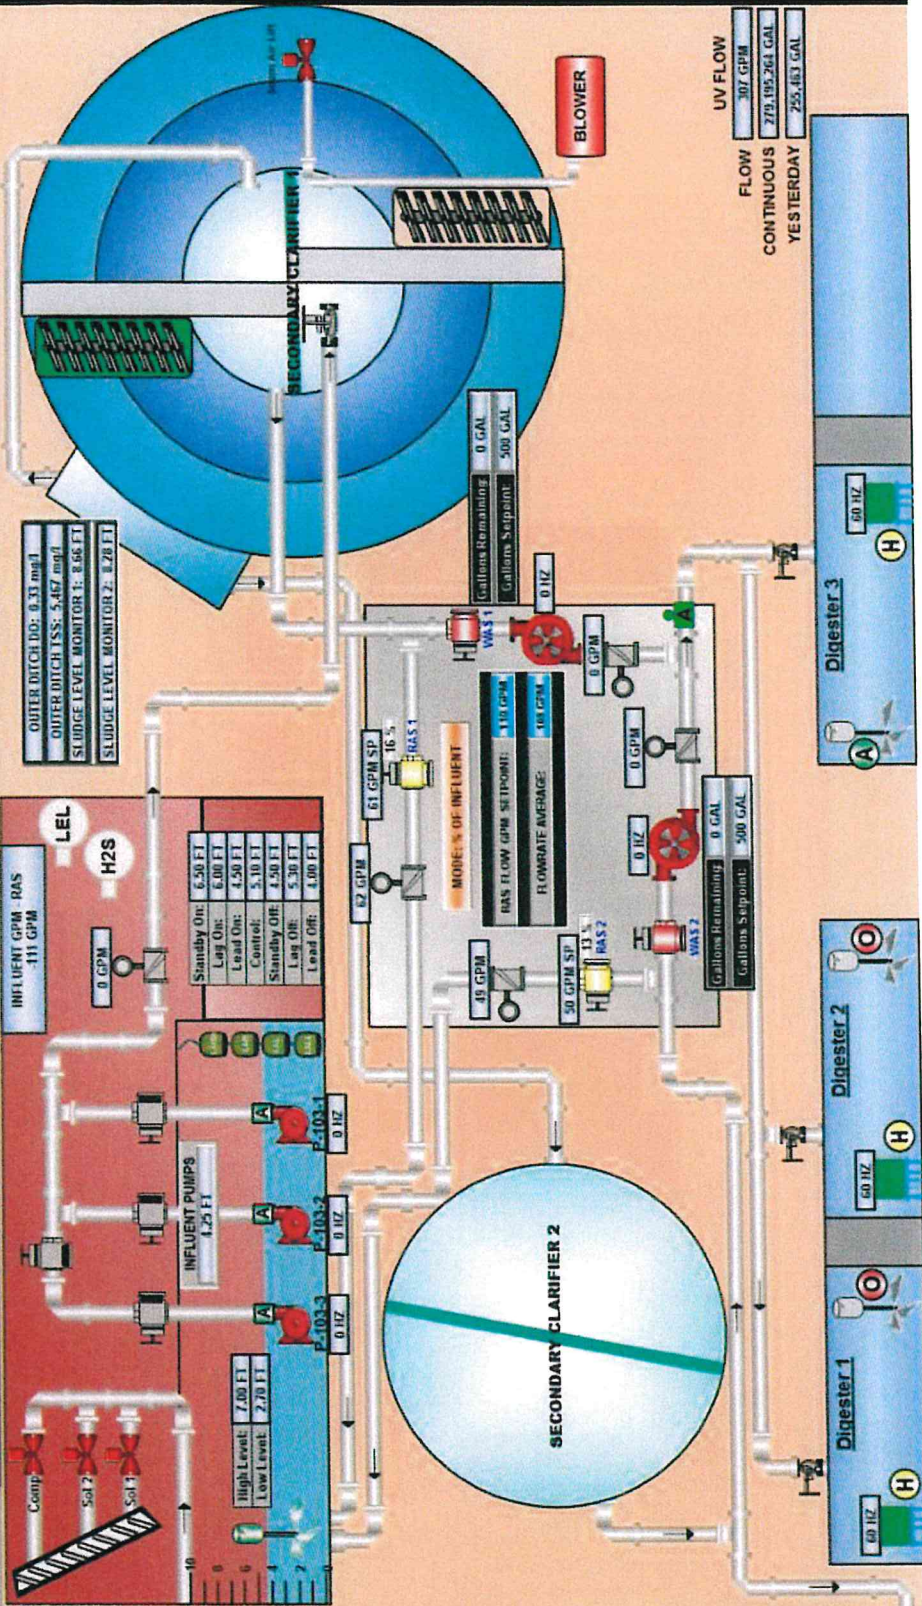 INFLUENT GPM - RAS
-111 GPM
LEL
H2S
0 GPM
Standby On: 6.50 FT
Lag On: 6.00 FT
Lead On: 4.50 FT
Control: 5.10 FT
Standby Off: 4.50 FT
Lag Off: 5.30 FT
Lead Off: 4.00 FT
Comp
Sol 2
Sol 1
INFLUENT PUMPS
4.25 FT
High Level: 7.00 FT
Low Level: 2.70 FT
10
8
6
4
2
0
A
A
A
P-103-3
0 HZ
P-103-2
0 HZ
P-103-1
0 HZ
OUTER DITCH DO: 0.33 mg/l
OUTER DITCH TSS: 5,467 mg/l
SLUDGE LEVEL MONITOR 1: 8.66 FT
SLUDGE LEVEL MONITOR 2: 8.28 FT
SECONDARY CLARIFIER 1
BLOWER
SECONDARY CLARIFIER 2
62 GPM
61 GPM SP
16 %
RAS 1
WAS 1
Gallons Remaining: 0 GAL
Gallons Setpoint: 500 GAL
0 HZ
0 GPM
MODE: % OF INFLUENT
RAS FLOW GPM SETPOINT: 110 GPM
FLOWRATE AVERAGE:
49 GPM
50 GPM SP
13 %
RAS 2
WAS 2
0 HZ
0 GPM
A
Gallons Remaining: 0 GAL
Gallons Setpoint: 500 GAL
UV FLOW
FLOW 307 GPM
CONTINUOUS 279,195,264 GAL
YESTERDAY 255,463 GAL
Digester 1
60 HZ
H
O
Digester 2
60 HZ
H
O
Digester 3
A
60 HZ
H